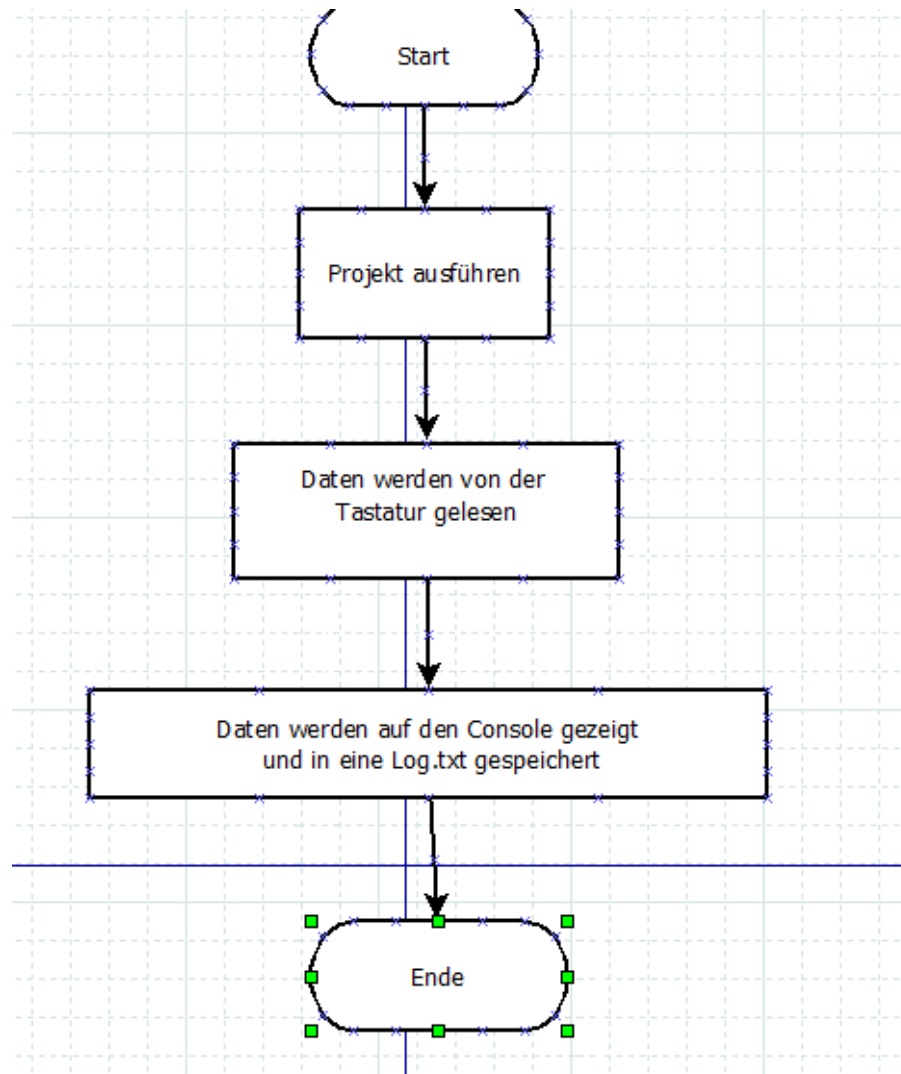 Start
Projekt ausführen
Daten werden von der
Tastatur gelesen
Daten werden auf den Console gezeigt
und in eine Log.txt gespeichert
Ende